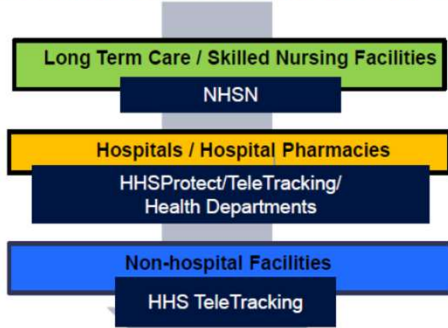 Long Term Care / Skilled Nursing Facilities
NHSN
Hospitals / Hospital Pharmacies
HHSProtect/TeleTracking/
Health Departments
Non-hospital Facilities
HHS TeleTracking